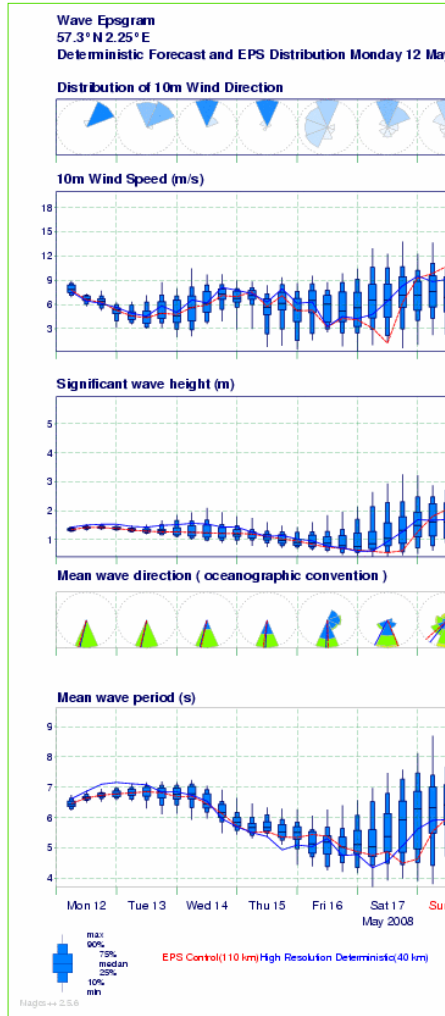 Wave Epsgram
57.3°N 2.25°E
Deterministic Forecast and EPS Distribution Monday 12 May
Distribution of 10m Wind Direction
10m Wind Speed (m/s)
18
15
12
9
6
3
Significant wave height (m)
5
4
3
2
1
Mean wave direction ( oceanographic convention )
Mean wave period (s)
9
8
7
6
5
4
Mon 12 Tue 13 Wed 14 Thu 15 Fri 16 Sat 17 Sun
May 2008
max
90%
75%
median
25%
10%
min
EPS Control(110 km) High Resolution Deterministic(40 km)
Magics++ 2.5.6